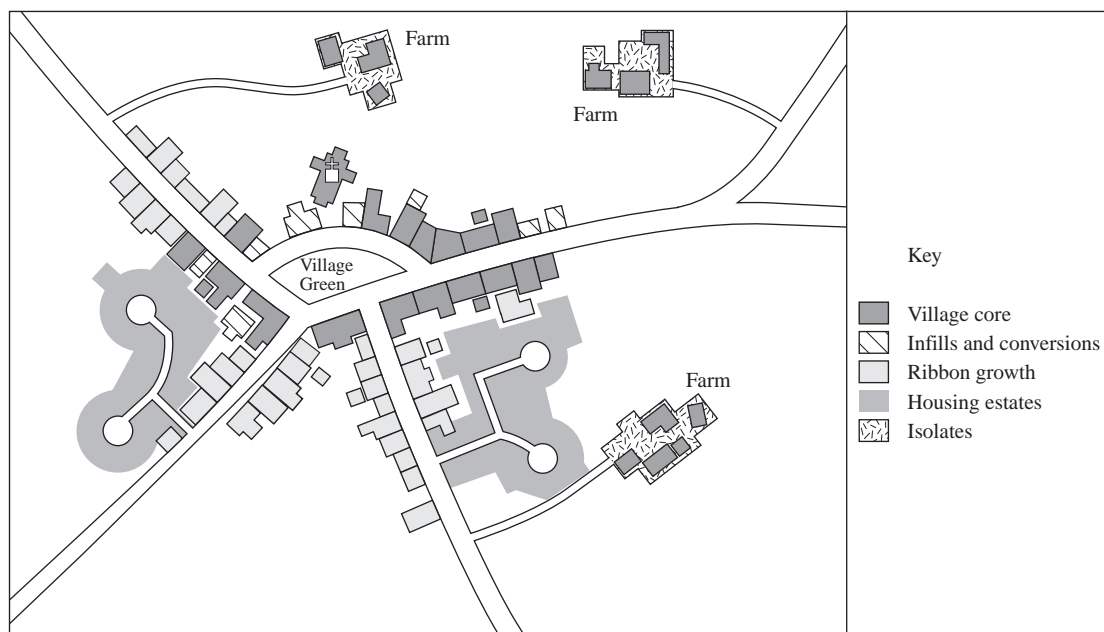 Farm
Farm
Village
Green
Farm
Key
Village core
Infills and conversions
Ribbon growth
Housing estates
Isolates